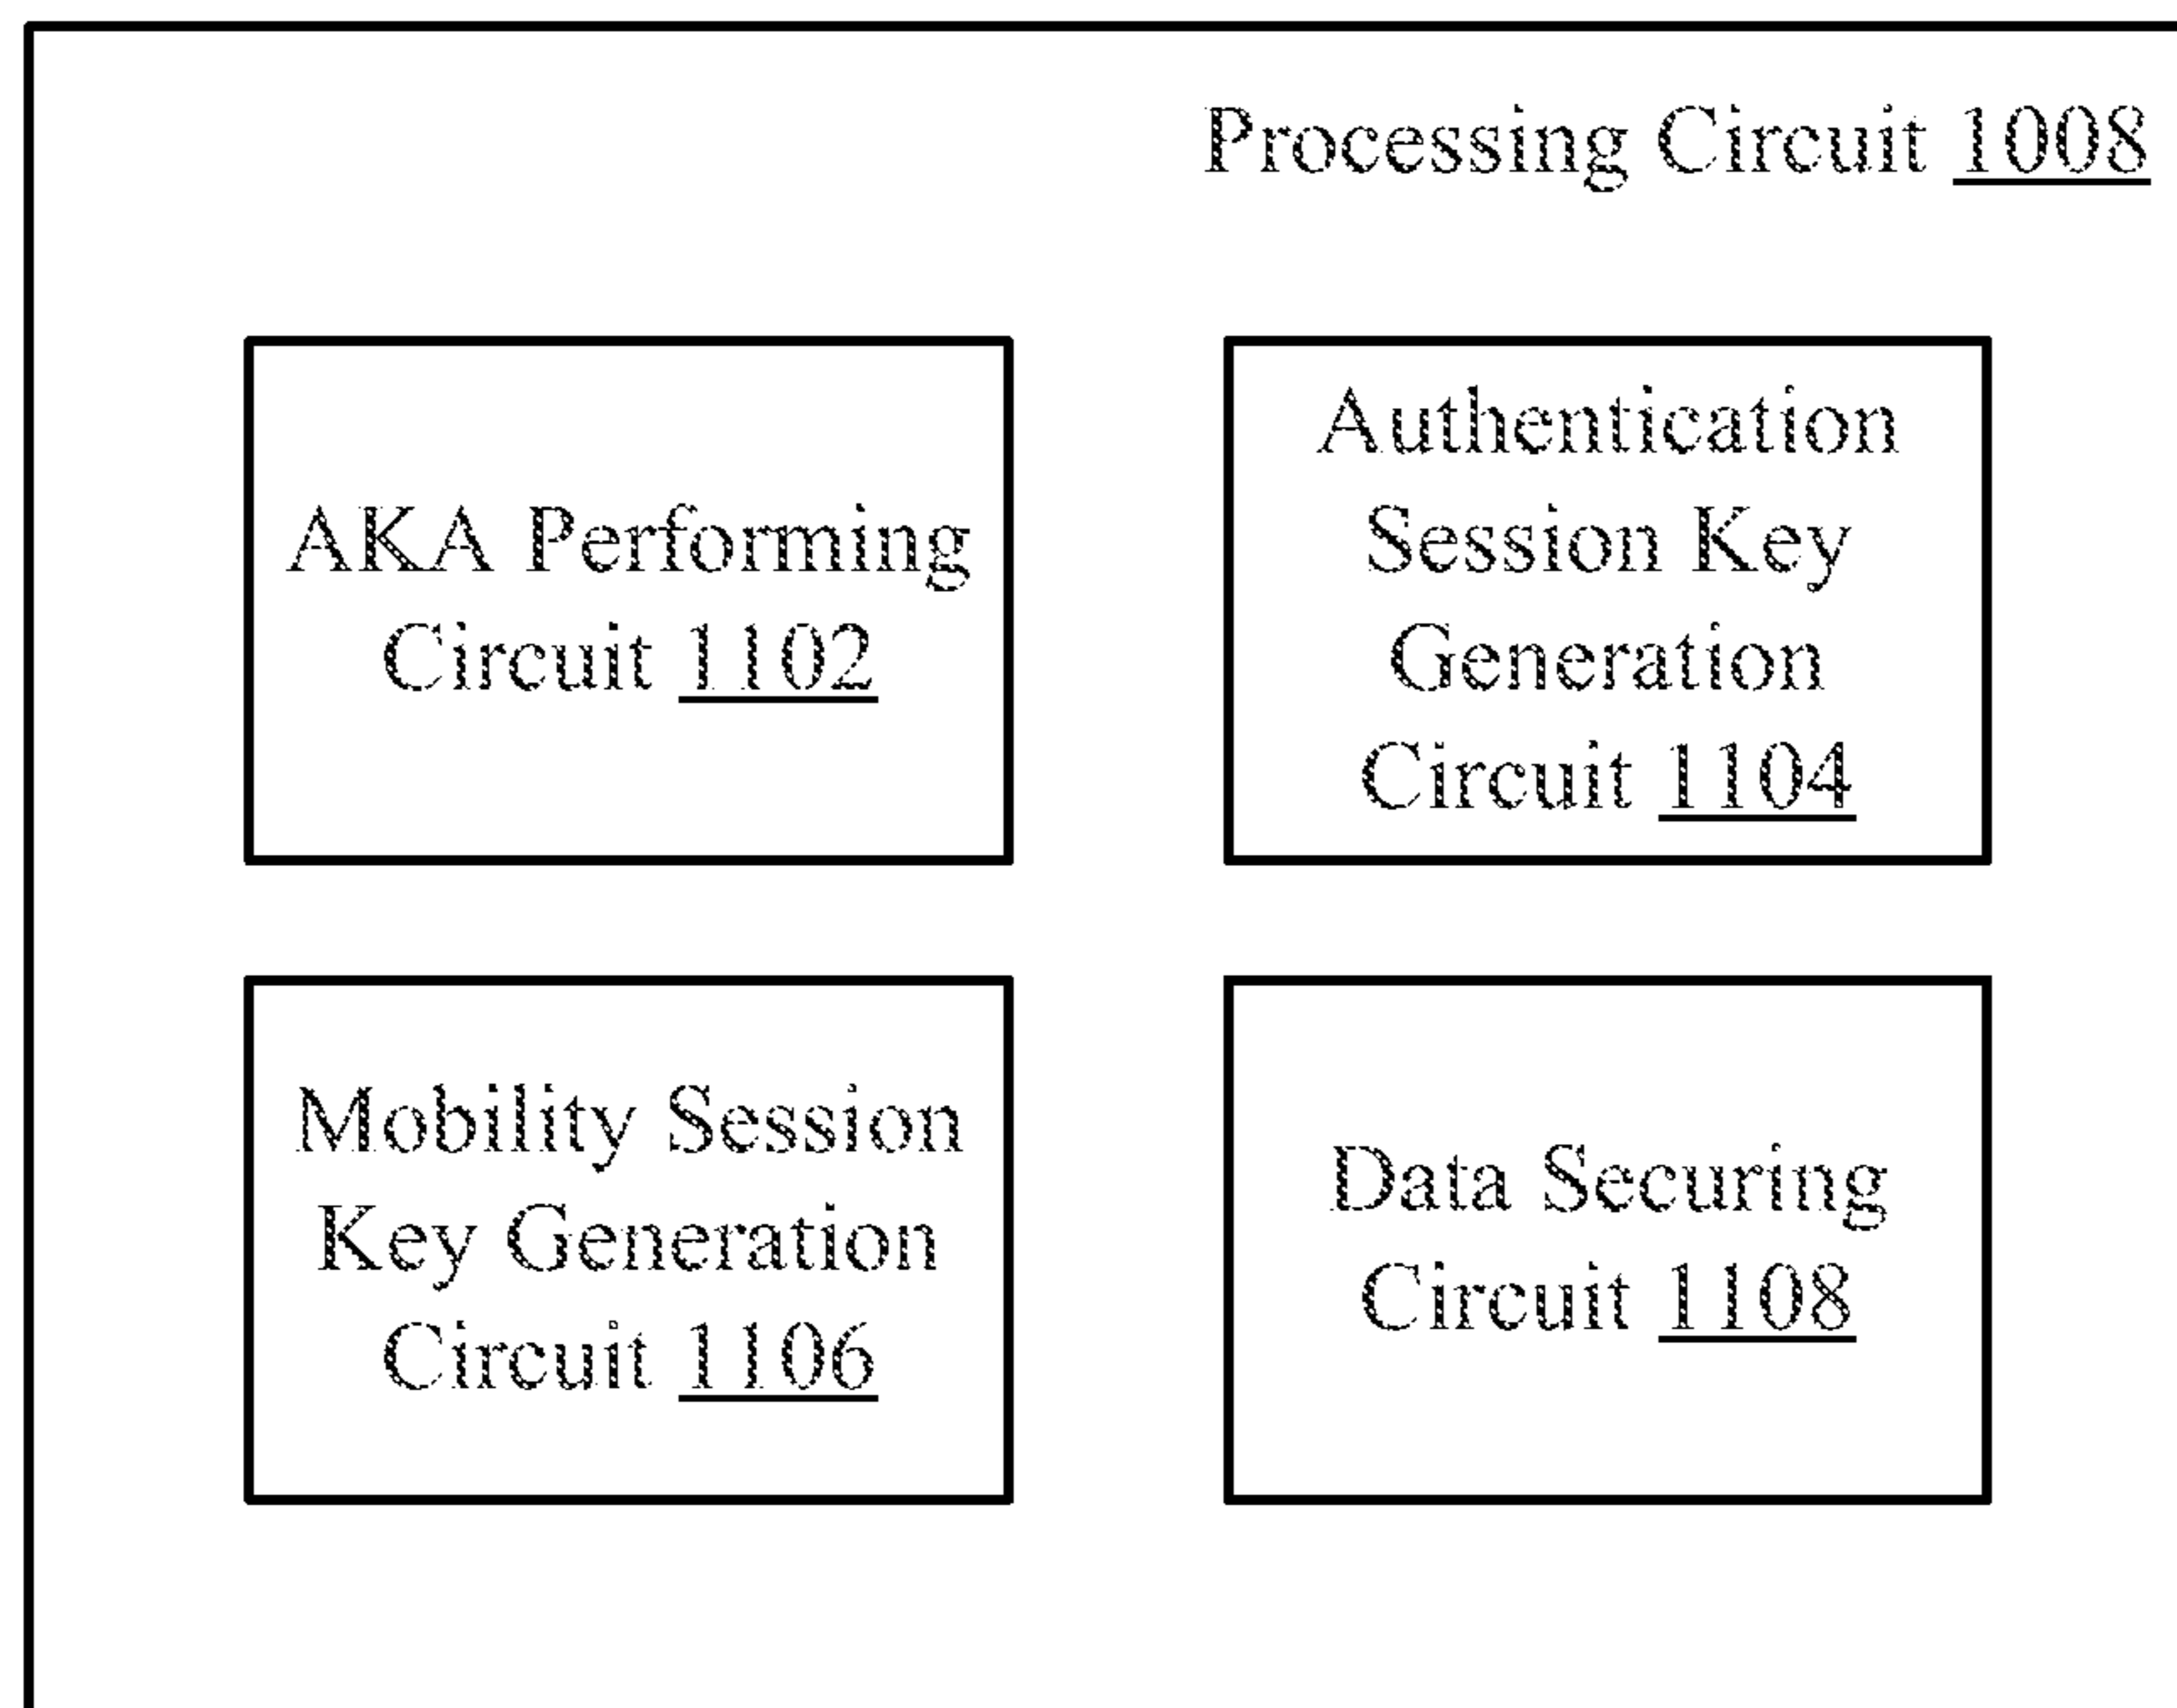 Processing Circuit 1008
AKA Performing
Circuit 1102
Authentication
Session Key
Generation
Circuit 1104
Mobility Session
Key Generation
Circuit 1106
Data Securing
Circuit 1108